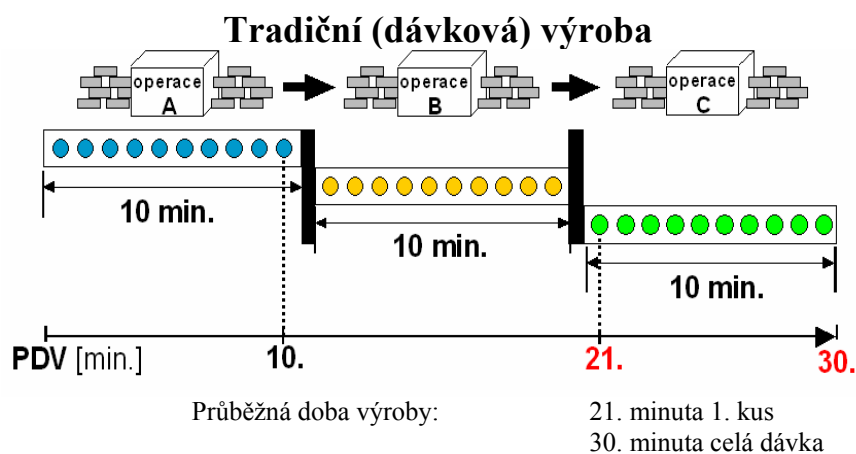 Tradiční (dávková) výroba
operace
A
operace
B
operace
C
10 min.
10 min.
10 min.
PDV [min.]
10.
21.
30.
Průběžná doba výroby:
21. minuta 1. kus
30. minuta celá dávka